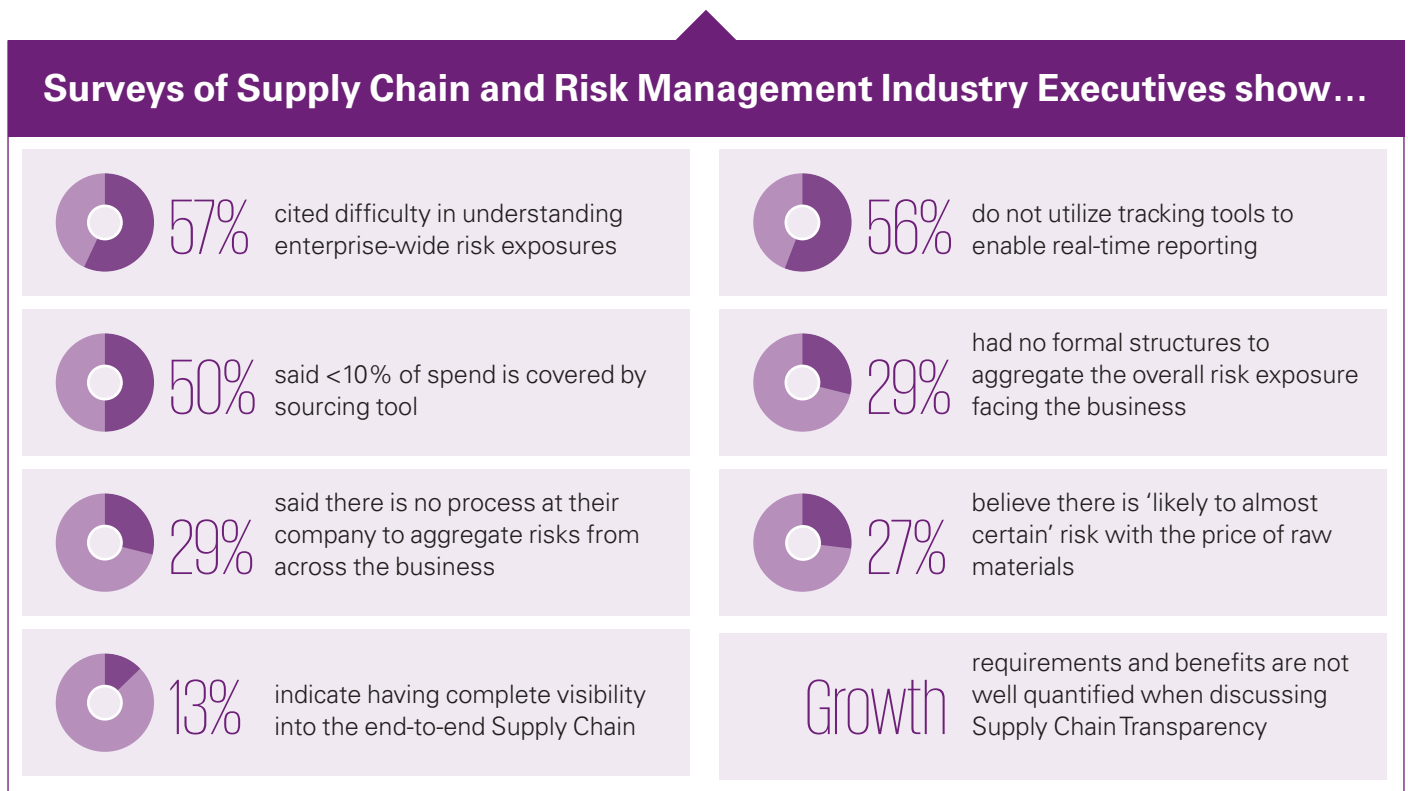 Surveys of Supply Chain and Risk Management Industry Executives show…
57%
cited difficulty in understanding
enterprise-wide risk exposures
56%
do not utilize tracking tools to
enable real-time reporting
50%
said <10% of spend is covered by
sourcing tool
29%
had no formal structures to
aggregate the overall risk exposure
facing the business
29%
said there is no process at their
company to aggregate risks from
across the business
27%
believe there is ‘likely to almost
certain’ risk with the price of raw
materials
13%
indicate having complete visibility
into the end-to-end Supply Chain
Growth
requirements and benefits are not
well quantified when discussing
Supply Chain Transparency